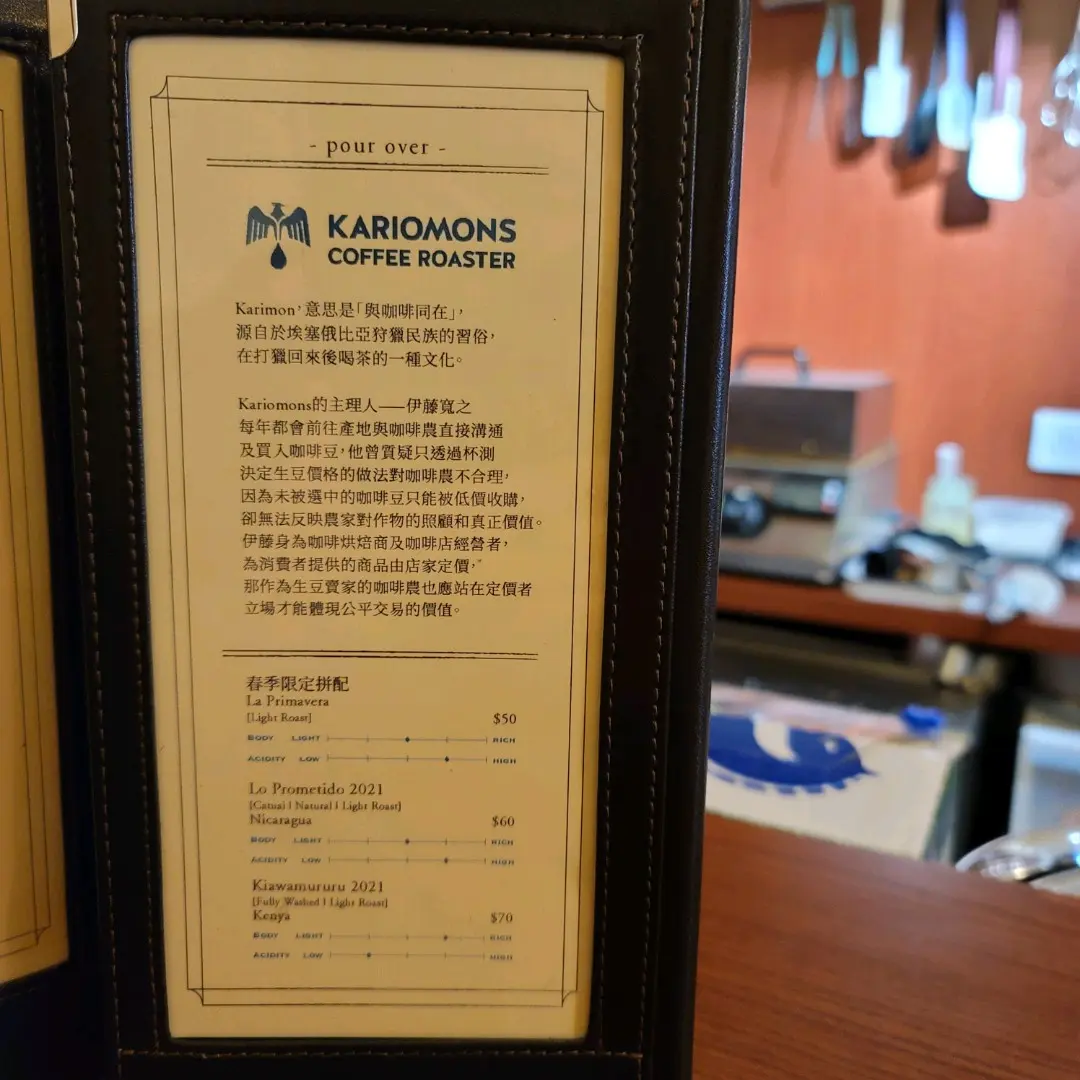 - pour over -
KARIOMONS
COFFEE ROASTER
Karimon，意思是「與咖啡同在」，
源自於埃塞俄比亞狩獵民族的習俗，
在打獵回來後喝茶的一種文化。
Kariomons的主理人——伊藤寬之
每年都會前往產地與咖啡農直接溝通
及買入咖啡豆，他曾質疑只透過杯測
決定生豆價格的做法對咖啡農不合理，
因為未被選中的咖啡豆只能被低價收購，
卻無法反映農家對作物的照顧和真正價值。
伊藤身為咖啡烘焙商及咖啡店經營者，
為消費者提供的商品由店家定價，
那作為生豆賣家的咖啡農也應站在定價者
立場才能體現公平交易的價值。
春季限定拼配
La Primavera
[Light Roast] $50
BODY LIGHT RICH
ACIDITY LOW HIGH
Lo Prometido 2021
[Catuai | Natural | Light Roast]
Nicaragua $60
BODY LIGHT RICH
ACIDITY LOW HIGH
Kiawamururu 2021
[Fully Washed | Light Roast]
Kenya $70
BODY LIGHT RICH
ACIDITY LOW HIGH